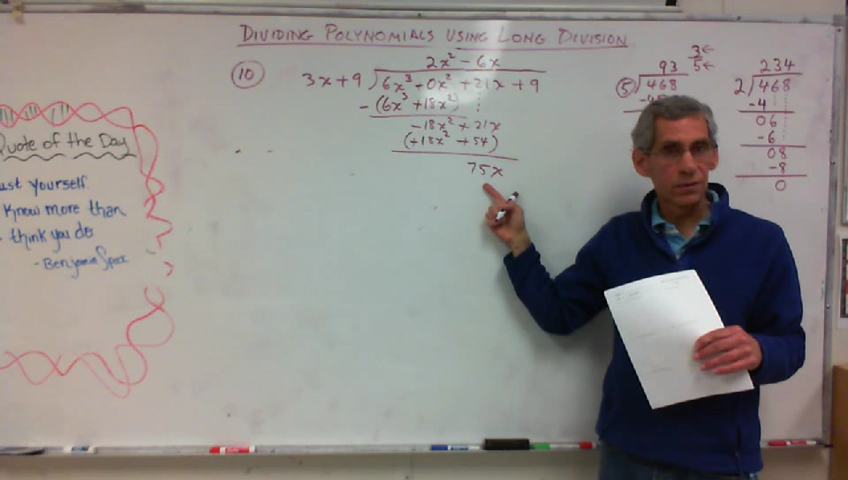 DIVIDING POLYNOMIALS USING LONG DIVISION
10
2x² - 6x
3x + 9 ) 6x³ + 0x² + 21x + 9
- (6x³ + 18x²)
-18x² + 21x
(+18x² + 54)
75x
93 3/5
5 ) 468
234
2 ) 468
-4
06
-6
08
-8
0
Quote of the Day
ust yourself
know more than
think you do
- Benjamin Spock